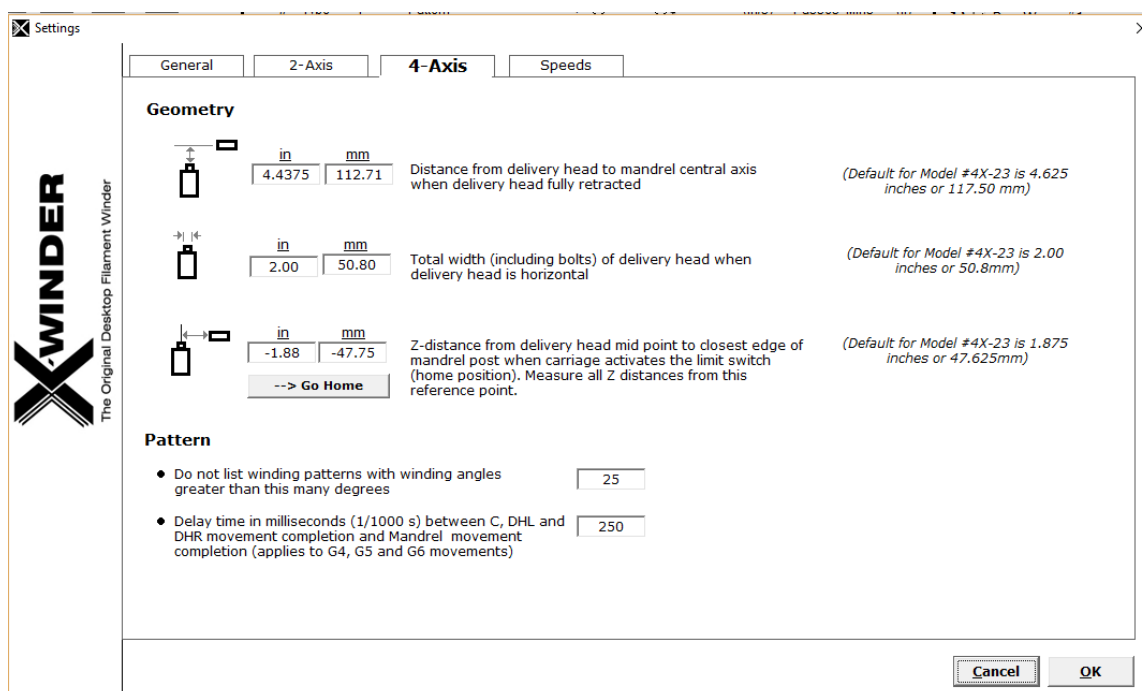 Settings
General
2-Axis
4-Axis
Speeds
Geometry
in mm
4.4375 112.71
Distance from delivery head to mandrel central axis
when delivery head fully retracted
(Default for Model #4X-23 is 4.625
inches or 117.50 mm)
in mm
2.00 50.80
Total width (including bolts) of delivery head when
delivery head is horizontal
(Default for Model #4X-23 is 2.00
inches or 50.8mm)
in mm
-1.88 -47.75
--> Go Home
Z-distance from delivery head mid point to closest edge of
mandrel post when carriage activates the limit switch
(home position). Measure all Z distances from this
reference point.
(Default for Model #4X-23 is 1.875
inches or 47.625mm)
Pattern
● Do not list winding patterns with winding angles
greater than this many degrees
25
● Delay time in milliseconds (1/1000 s) between C, DHL and
DHR movement completion and Mandrel movement
completion (applies to G4, G5 and G6 movements)
250
X-WINDER
The Original Desktop Filament Winder
Cancel
OK